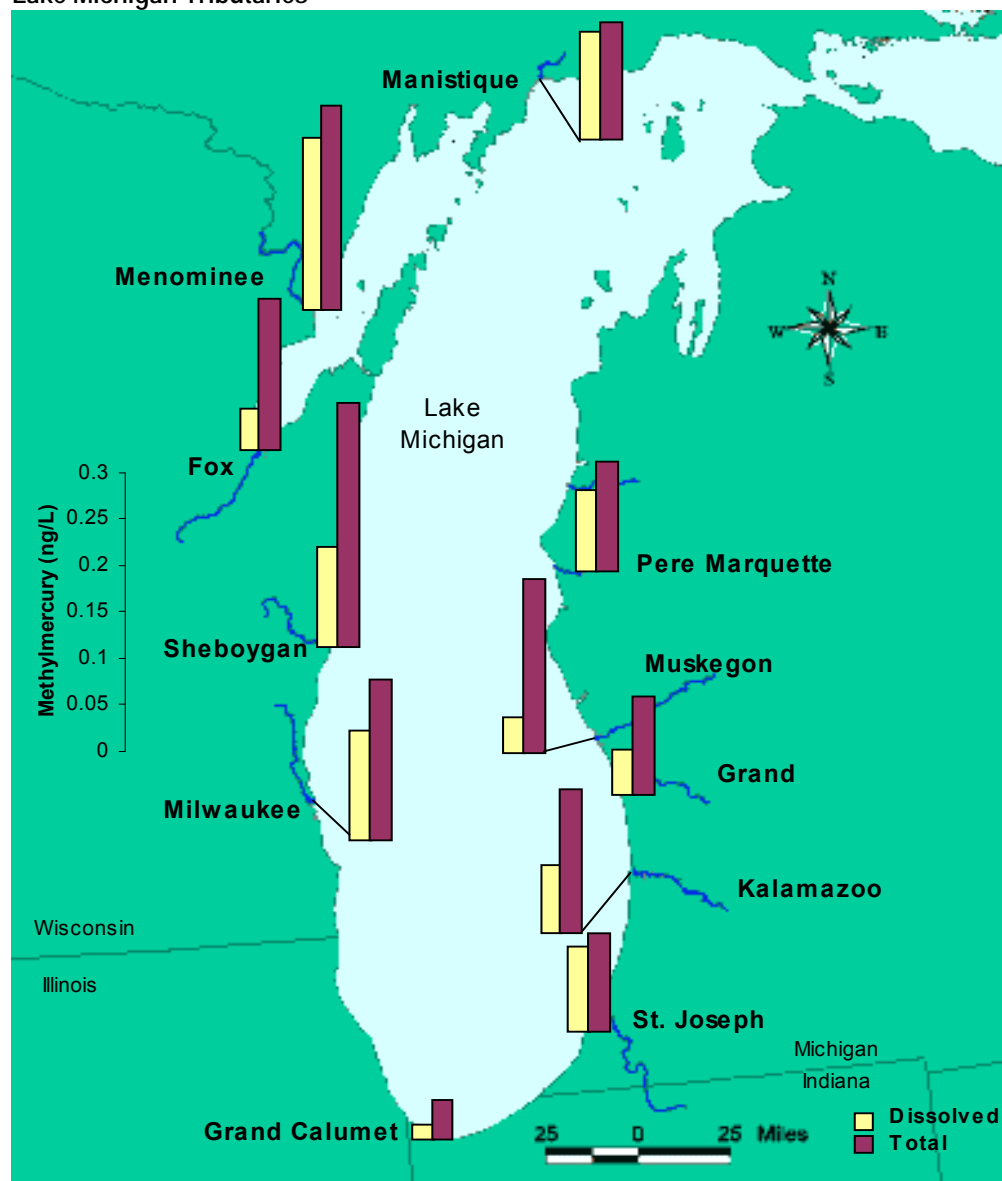 Lake Michigan Tributaries
Manistique
Menominee
Lake
Michigan
N
W
E
S
Fox
Methylmercury (ng/L)
0.3
0.25
0.2
0.15
0.1
0.05
0
Pere Marquette
Sheboygan
Muskegon
Grand
Milwaukee
Kalamazoo
Wisconsin
Illinois
St. Joseph
Michigan
Indiana
Grand Calumet
25 0 25 Miles
Dissolved
Total